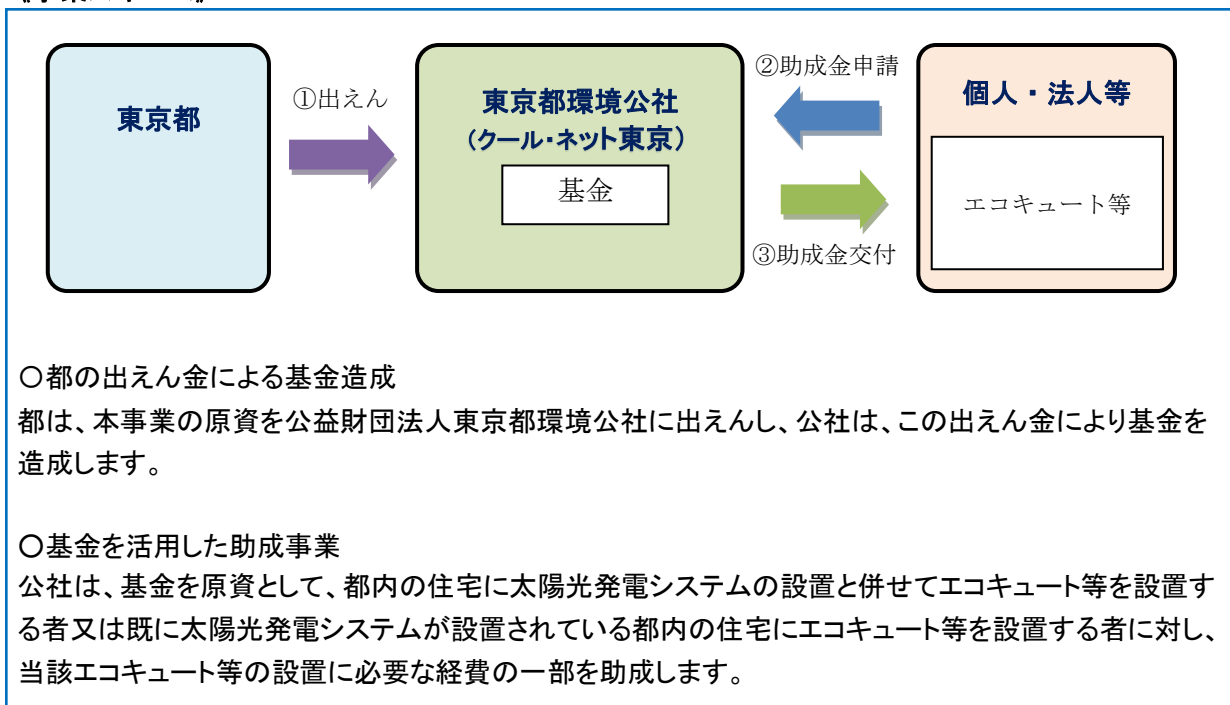 東京都
①出えん
東京都環境公社
(クール・ネット東京)
基金
②助成金申請
③助成金交付
個人・法人等
エコキュート等
〇都の出えん金による基金造成
都は、本事業の原資を公益財団法人東京都環境公社に出えんし、公社は、この出えん金により基金を
造成します。
〇基金を活用した助成事業
公社は、基金を原資として、都内の住宅に太陽光発電システムの設置と併せてエコキュート等を設置す
る者又は既に太陽光発電システムが設置されている都内の住宅にエコキュート等を設置する者に対し、
当該エコキュート等の設置に必要な経費の一部を助成します。